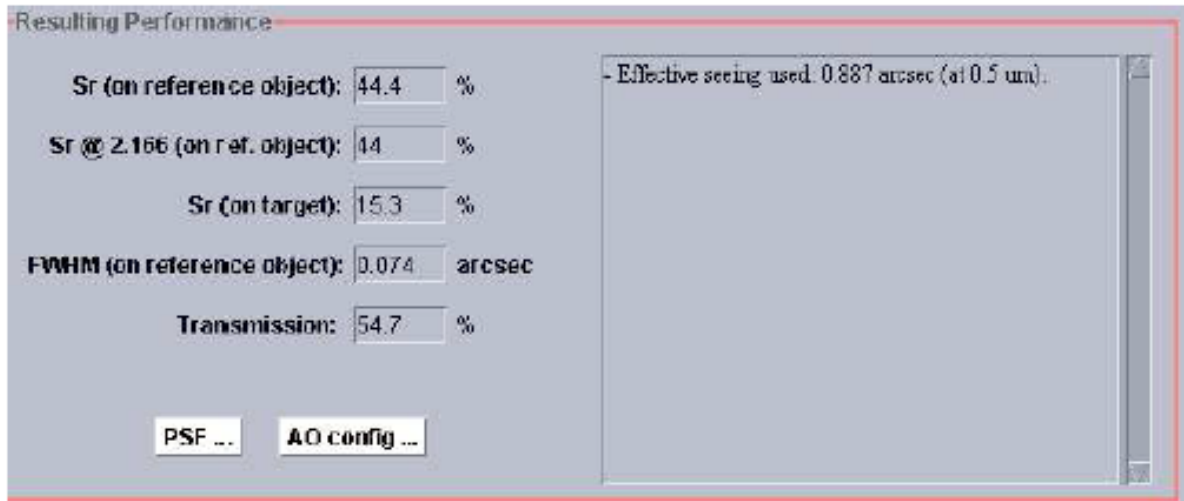 Resulting Performance
Sr (on reference object): 44.4 %
Sr @ 2.166 (on ref. object): 44 %
Sr (on target): 15.3 %
FWHM (on reference object): 0.074 arcsec
Transmission: 54.7 %
PSF ...
AO config ...
- Effective seeing used: 0.887 arcsec (at 0.5 um).